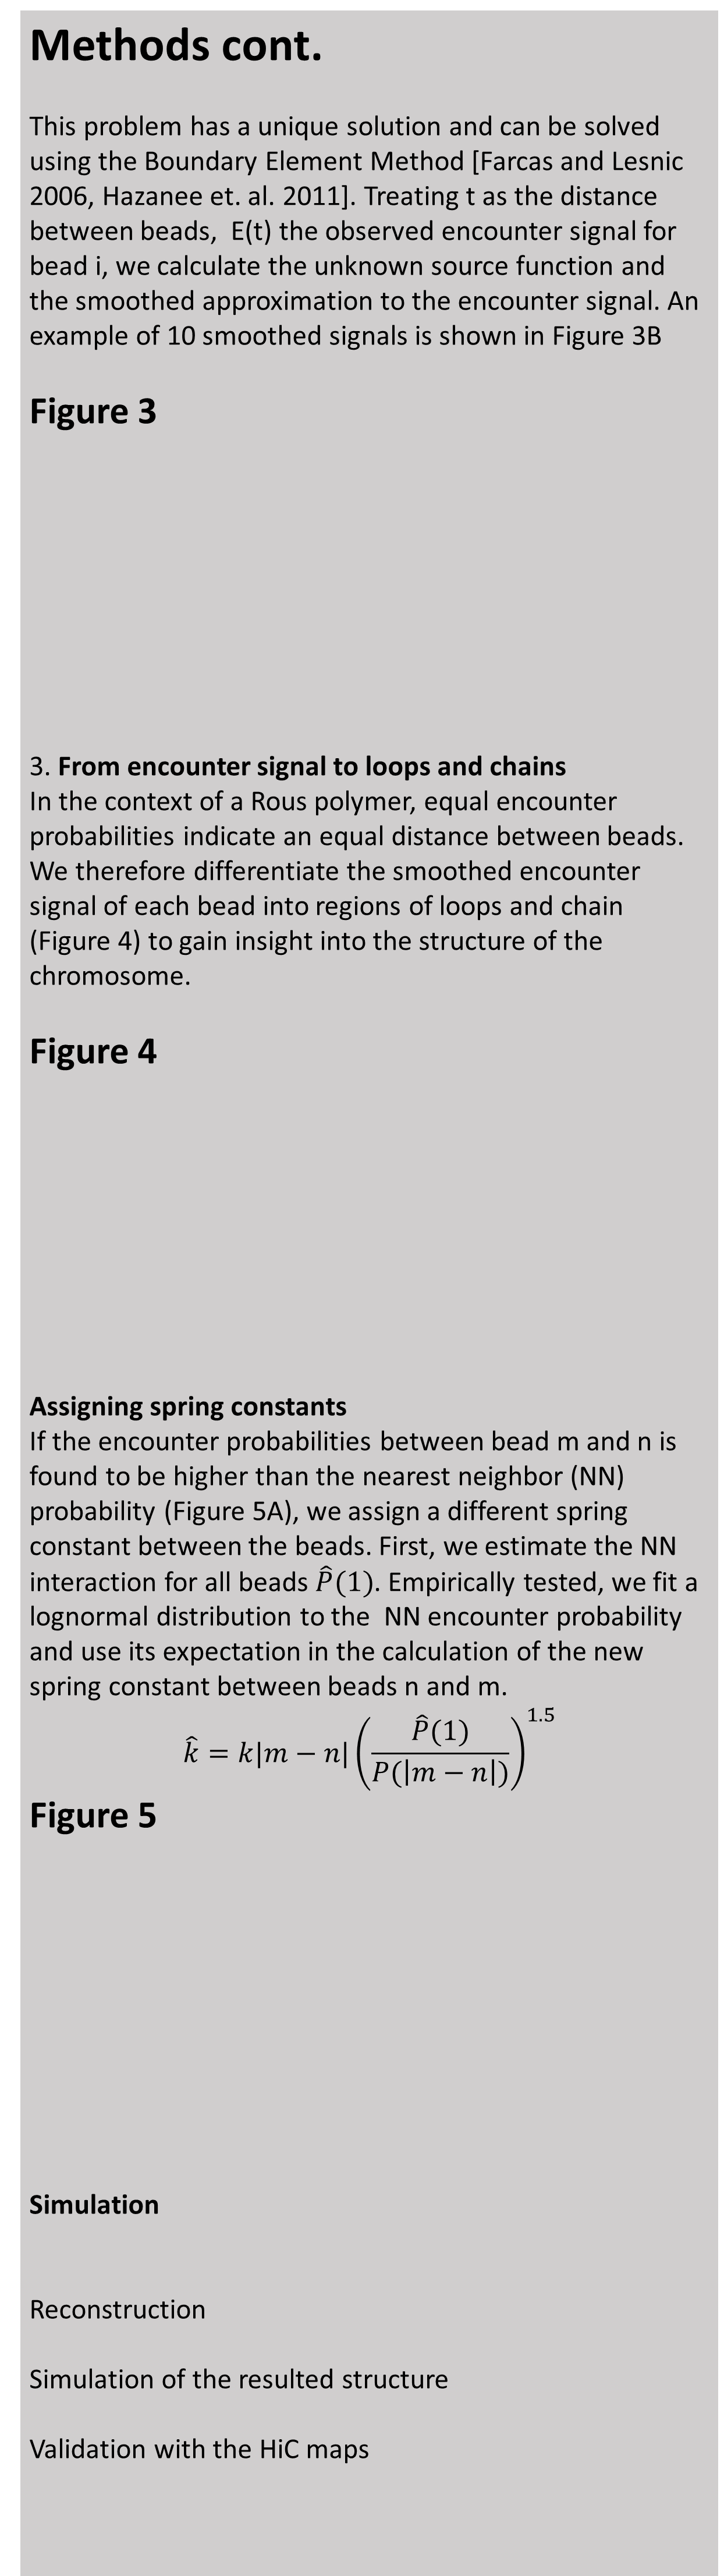 Methods cont.
This problem has a unique solution and can be solved
using the Boundary Element Method [Farcas and Lesnic
2006, Hazanee et. al. 2011]. Treating t as the distance
between beads,  E(t) the observed encounter signal for
bead i, we calculate the unknown source function and
the smoothed approximation to the encounter signal. An
example of 10 smoothed signals is shown in Figure 3B
Figure 3
3. From encounter signal to loops and chains
In the context of a Rous polymer, equal encounter
probabilities indicate an equal distance between beads.
We therefore differentiate the smoothed encounter
signal of each bead into regions of loops and chain
(Figure 4) to gain insight into the structure of the
chromosome.
Figure 4
Assigning spring constants
If the encounter probabilities between bead m and n is
found to be higher than the nearest neighbor (NN)
probability (Figure 5A), we assign a different spring
constant between the beads. First, we estimate the NN
interaction for all beads P̂(1). Empirically tested, we fit a
lognormal distribution to the  NN encounter probability
and use its expectation in the calculation of the new
spring constant between beads n and m.
k̂ = k|m − n| (P̂(1) / P(|m − n|))^1.5
Figure 5
Simulation
Reconstruction
Simulation of the resulted structure
Validation with the HiC maps